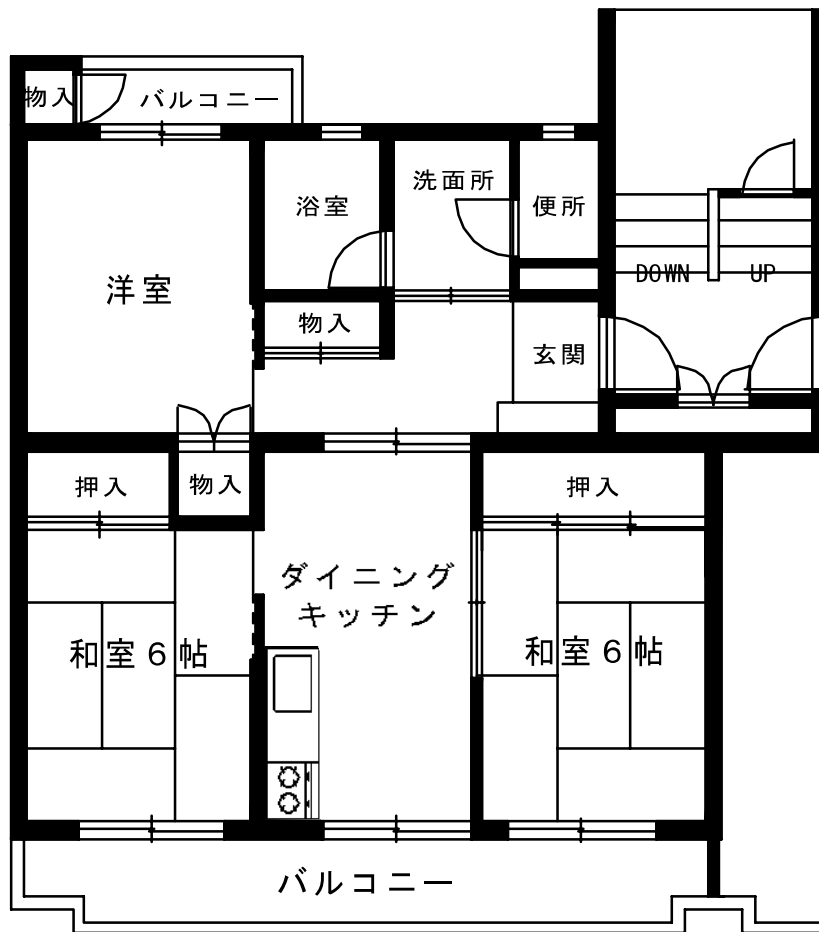 物入
バルコニー
洗面所
浴室
便所
洋室
DOWN
UP
物入
玄関
押入
物入
押入
ダイニング
キッチン
和室6帖
和室6帖
バルコニー